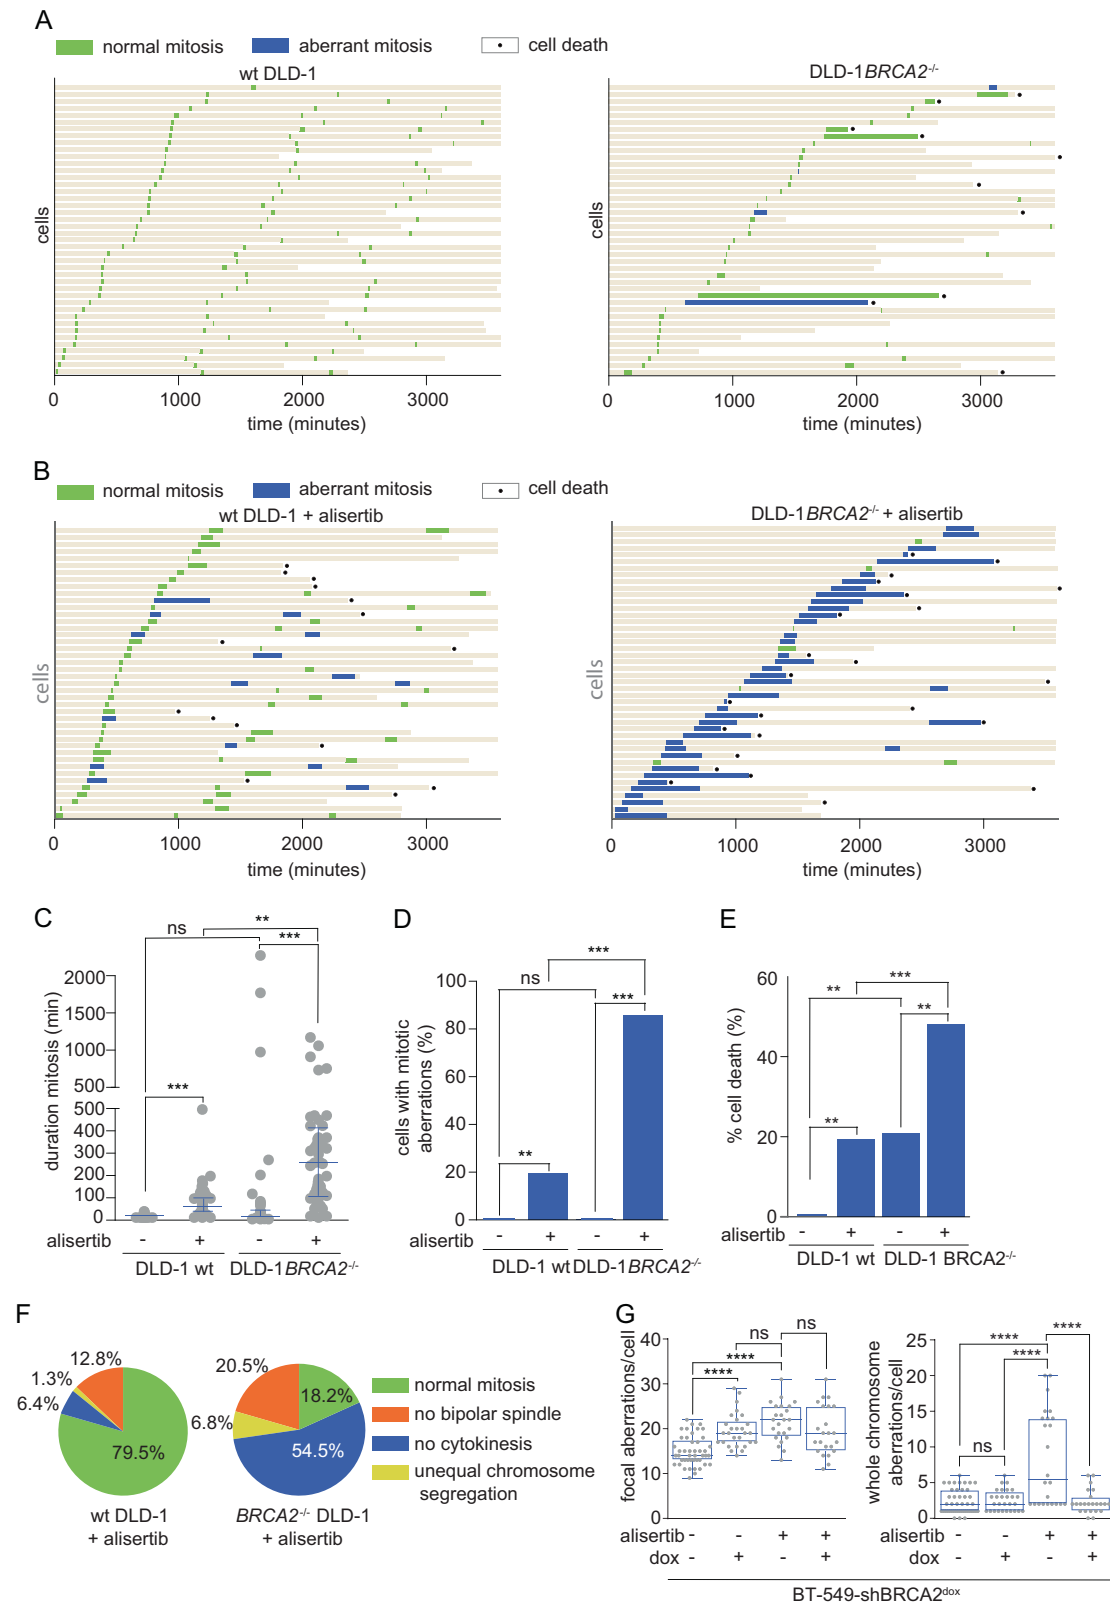 A
normal mitosis
aberrant mitosis
cell death
wt DLD-1
DLD-1BRCA2-/-
cells
cells
0
1000
2000
3000
time (minutes)
0
1000
2000
3000
time (minutes)
B
normal mitosis
aberrant mitosis
cell death
wt DLD-1 + alisertib
DLD-1BRCA2-/- + alisertib
cells
cells
0
1000
2000
3000
time (minutes)
0
1000
2000
3000
time (minutes)
C
duration mitosis (min)
2000
1500
1000
500
500
400
300
200
100
0
ns
**
***
***
alisertib
-
+
-
+
DLD-1 wt
DLD-1BRCA2-/-
D
cells with mitotic
aberrations (%)
100
80
60
40
20
0
***
ns
***
**
alisertib
-
+
-
+
DLD-1 wt
DLD-1BRCA2-/-
E
% cell death (%)
60
40
20
0
***
**
**
**
alisertib
-
+
-
+
DLD-1 wt
DLD-1 BRCA2-/-
F
12.8%
1.3%
6.4%
79.5%
wt DLD-1
+ alisertib
20.5%
18.2%
6.8%
54.5%
BRCA2-/- DLD-1
+ alisertib
normal mitosis
no bipolar spindle
no cytokinesis
unequal chromosome
segregation
G
focal aberrations/cell
40
30
20
10
0
ns
ns
****
****
alisertib
-
-
+
+
dox
-
+
-
+
whole chromosome
aberrations/cell
25
20
15
10
5
0
****
****
****
ns
alisertib
-
-
+
+
dox
-
+
-
+
BT-549-shBRCA2dox